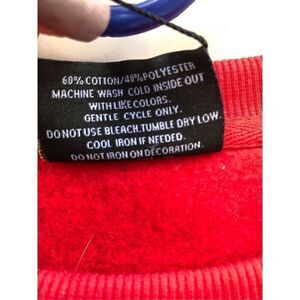 60% COTTON/40% POLYESTER
MACHINE WASH COLD INSIDE OUT
WITH LIKE COLORS.
GENTLE CYCLE ONLY.
DO NOT USE BLEACH. TUMBLE DRY LOW.
COOL IRON IF NEEDED.
DO NOT IRON ON DECORATION.